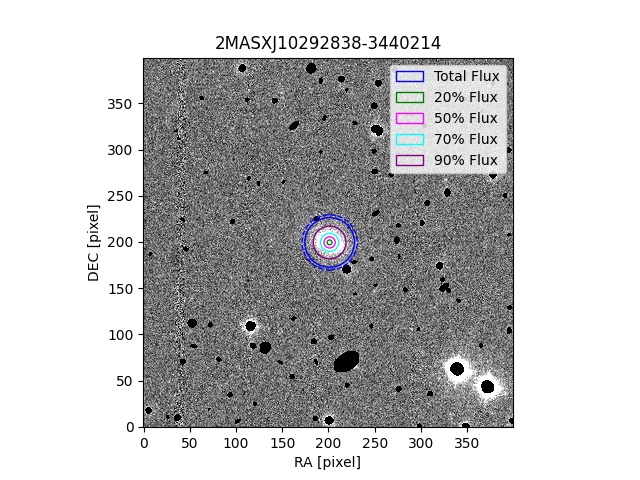 2MASXJ10292838-3440214
Total Flux
20% Flux
50% Flux
70% Flux
90% Flux
350
300
250
200
150
100
50
0
DEC [pixel]
0 50 100 150 200 250 300 350
RA [pixel]